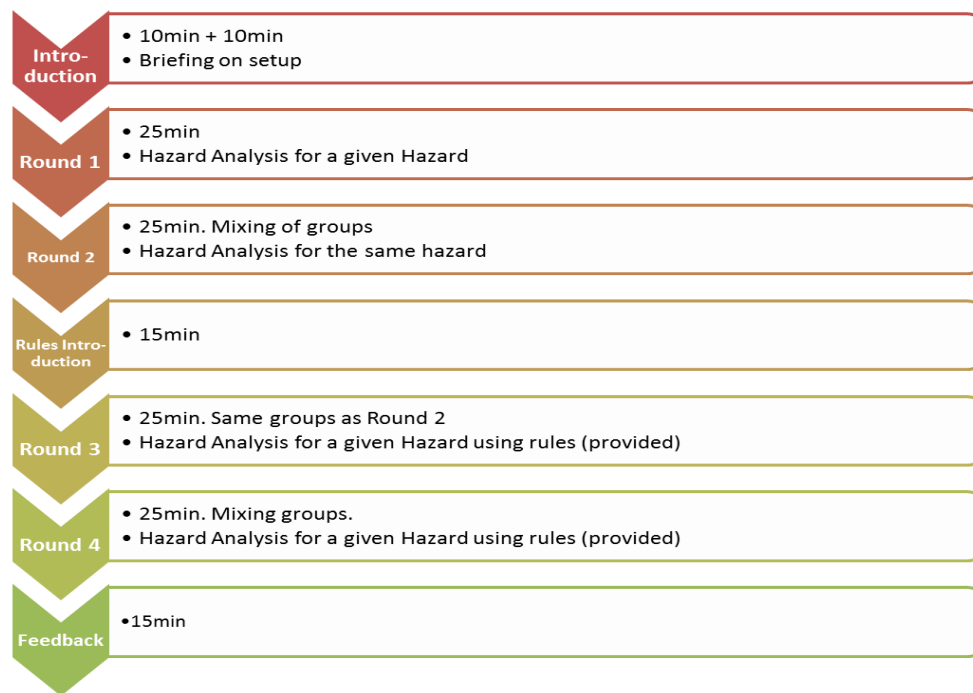 Intro-
duction
• 10min + 10min
• Briefing on setup
Round 1
• 25min
• Hazard Analysis for a given Hazard
Round 2
• 25min. Mixing of groups
• Hazard Analysis for the same hazard
Rules Intro-
duction
• 15min
Round 3
• 25min. Same groups as Round 2
• Hazard Analysis for a given Hazard using rules (provided)
Round 4
• 25min. Mixing groups.
• Hazard Analysis for a given Hazard using rules (provided)
Feedback
•15min